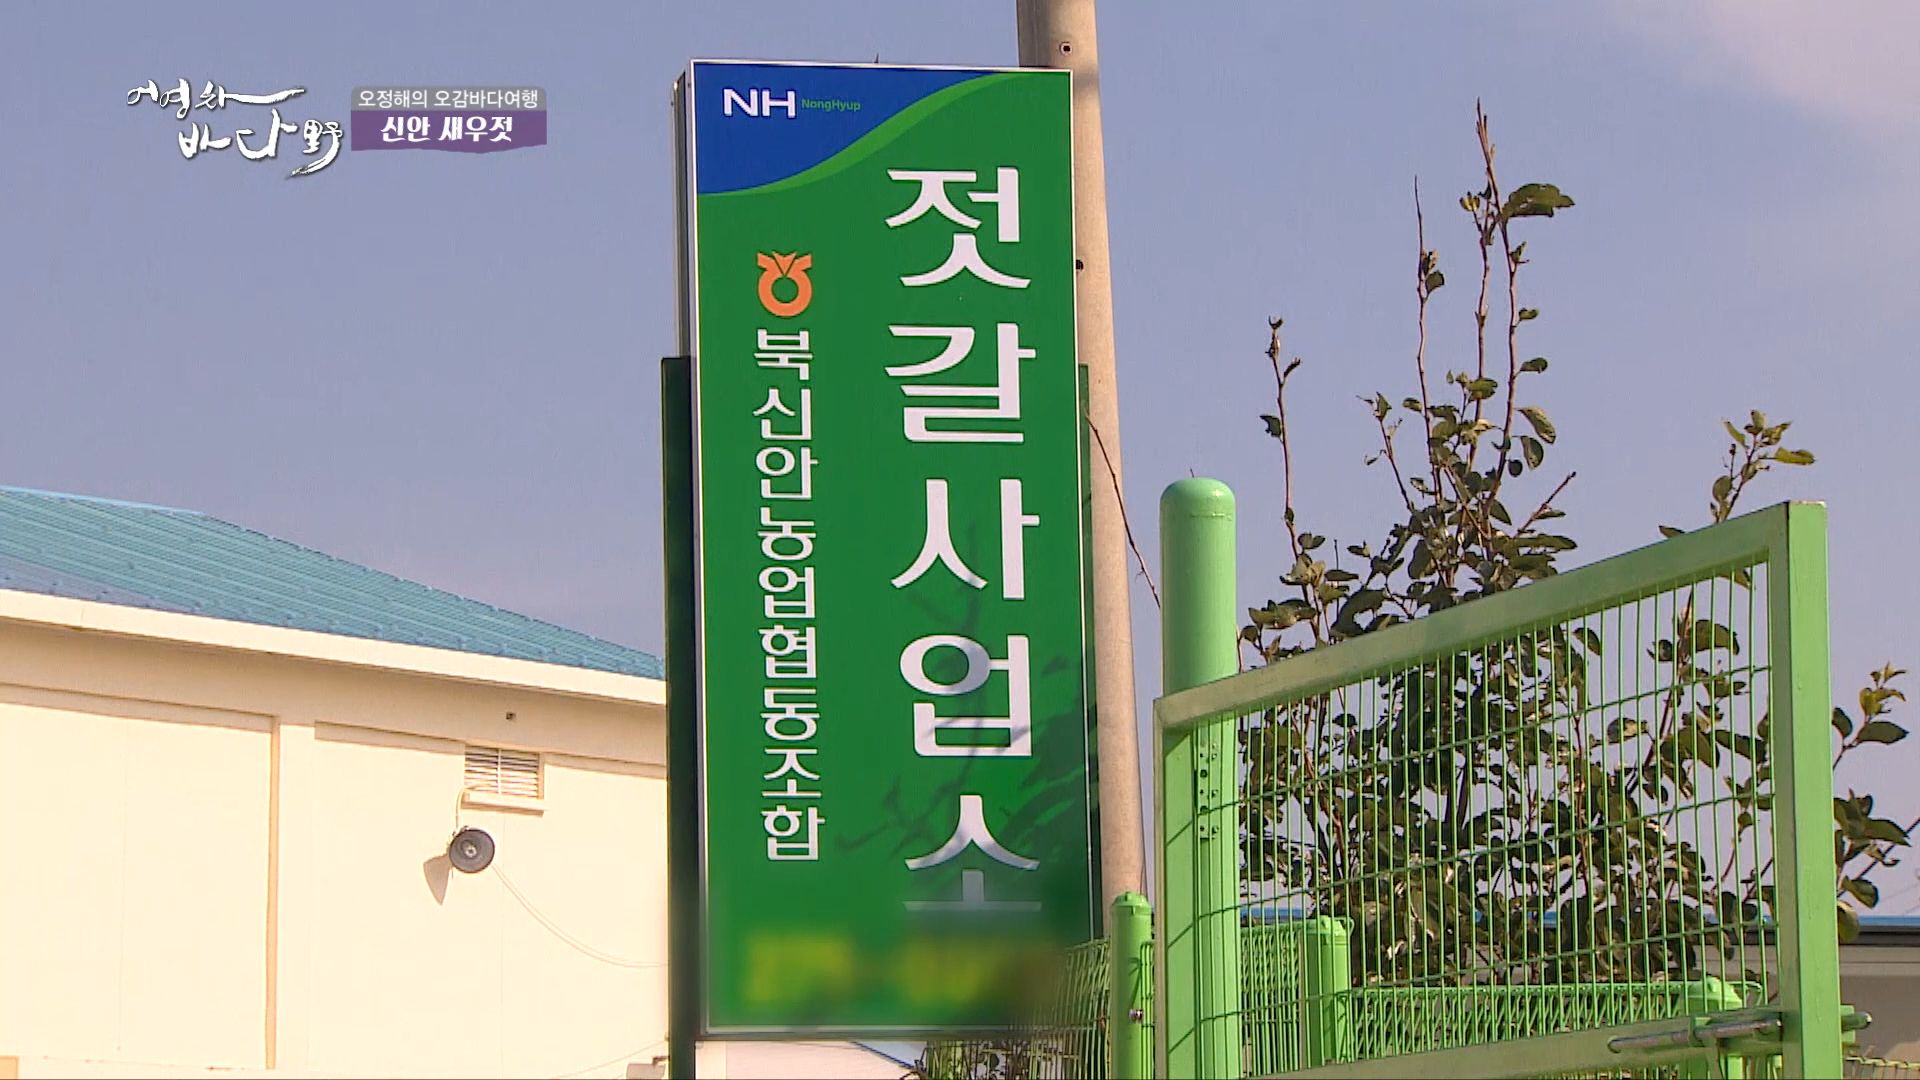 어영차
바다野
오정해의 오감바다여행
신안 새우젓
NH NongHyup
젓갈사업소
북신안농업협동조합